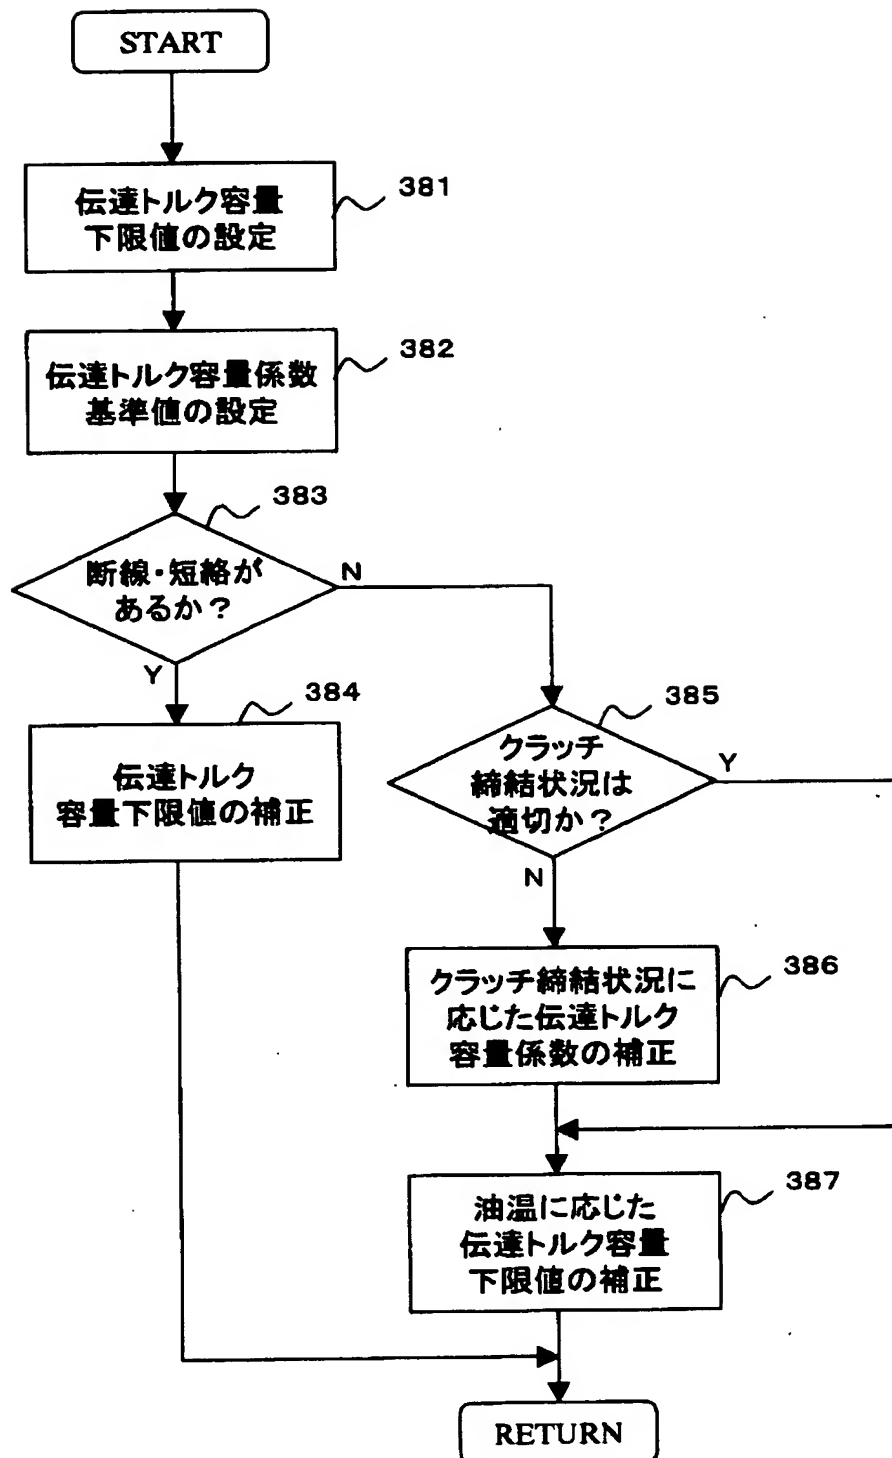 START
伝達トルク容量
下限値の設定
381
伝達トルク容量係数
基準値の設定
382
383
断線・短絡が
あるか？
N
Y
384
伝達トルク
容量下限値の補正
385
クラッチ
締結状況は
適切か？
Y
N
386
クラッチ締結状況に
応じた伝達トルク
容量係数の補正
387
油温に応じた
伝達トルク容量
下限値の補正
RETURN